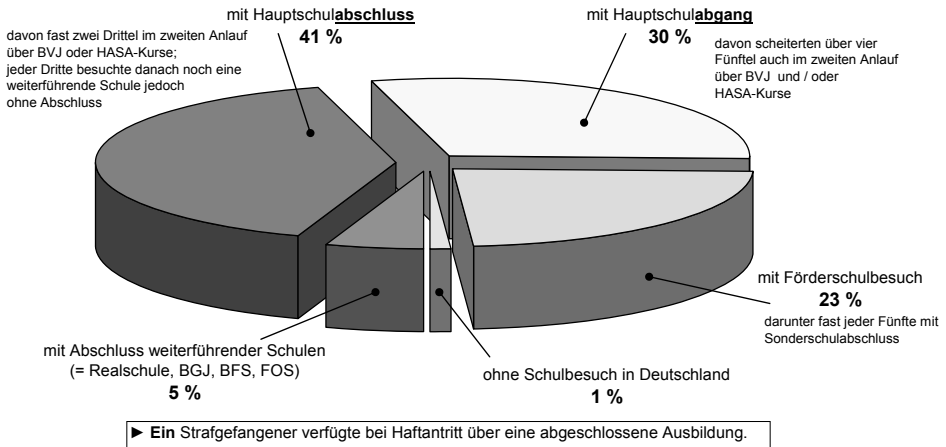 mit Hauptschulabschluss
41 %
davon fast zwei Drittel im zweiten Anlauf
über BVJ oder HASA-Kurse;
jeder Dritte besuchte danach noch eine
weiterführende Schule jedoch
ohne Abschluss
mit Hauptschulabgang
30 %
davon scheiterten über vier
Fünftel auch im zweiten Anlauf
über BVJ und / oder
HASA-Kurse
mit Förderschulbesuch
23 %
darunter fast jeder Fünfte mit
Sonderschulabschluss
mit Abschluss weiterführender Schulen
(= Realschule, BGJ, BFS, FOS)
5 %
ohne Schulbesuch in Deutschland
1 %
► Ein Strafgefangener verfügte bei Haftantritt über eine abgeschlossene Ausbildung.